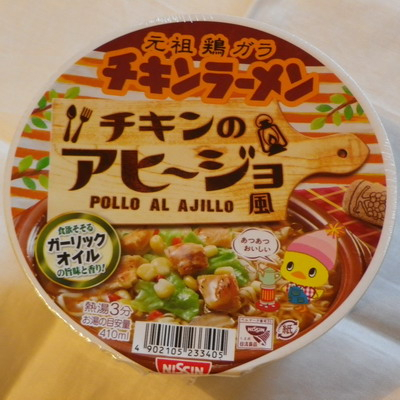 元祖鶏ガラ
チキンラーメン
チキンの
アヒ〜ジョ
風
POLLO AL AJILLO
食欲そそる
ガーリック
オイル
の旨味と香り!
あつあつ
おいしい
熱湯3分
お湯の目安量
410ml
4 902105 233405
NISSIN
NISSIN
紙